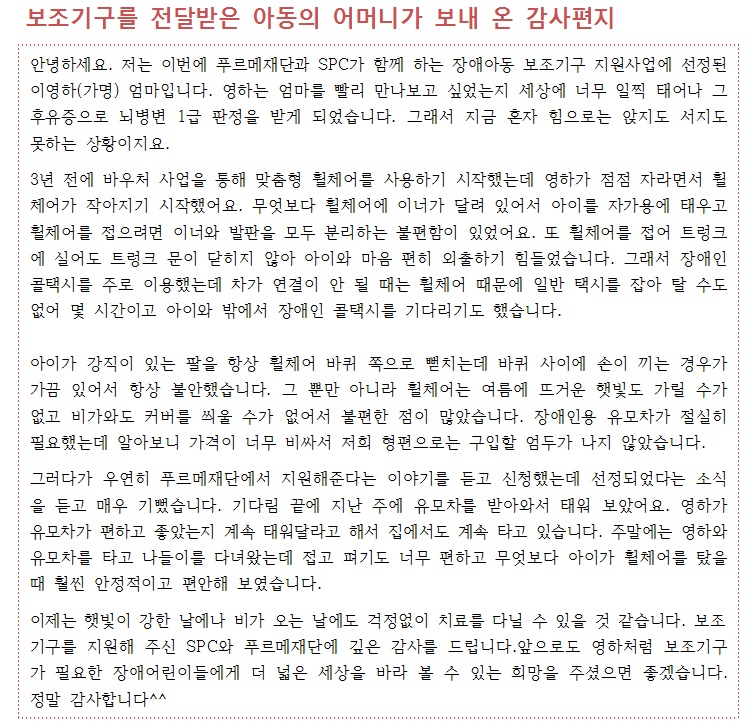 보조기구를 전달받은 아동의 어머니가 보내 온 감사편지
안녕하세요. 저는 이번에 푸르메재단과 SPC가 함께 하는 장애아동 보조기구 지원사업에 선정된
이영하(가명) 엄마입니다. 영하는 엄마를 빨리 만나보고 싶었는지 세상에 너무 일찍 태어나 그
후유증으로 뇌병변 1급 판정을 받게 되었습니다. 그래서 지금 혼자 힘으로는 앉지도 서지도
못하는 상황이지요.
3년 전에 바우처 사업을 통해 맞춤형 휠체어를 사용하기 시작했는데 영하가 점점 자라면서 휠
체어가 작아지기 시작했어요. 무엇보다 휠체어에 이너가 달려 있어서 아이를 자가용에 태우고
휠체어를 접으려면 이너와 발판을 모두 분리하는 불편함이 있었어요. 또 휠체어를 접어 트렁크
에 실어도 트렁크 문이 닫히지 않아 아이와 마음 편히 외출하기 힘들었습니다. 그래서 장애인
콜택시를 주로 이용했는데 차가 연결이 안 될 때는 휠체어 때문에 일반 택시를 잡아 탈 수도
없어 몇 시간이고 아이와 밖에서 장애인 콜택시를 기다리기도 했습니다.
아이가 강직이 있는 팔을 항상 휠체어 바퀴 쪽으로 뻗치는데 바퀴 사이에 손이 끼는 경우가
가끔 있어서 항상 불안했습니다. 그 뿐만 아니라 휠체어는 여름에 뜨거운 햇빛도 가릴 수가
없고 비가와도 커버를 씌울 수가 없어서 불편한 점이 많았습니다. 장애인용 유모차가 절실히
필요했는데 알아보니 가격이 너무 비싸서 저희 형편으로는 구입할 엄두가 나지 않았습니다.
그러다가 우연히 푸르메재단에서 지원해준다는 이야기를 듣고 신청했는데 선정되었다는 소식
을 듣고 매우 기뻤습니다. 기다림 끝에 지난 주에 유모차를 받아와서 태워 보았어요. 영하가
유모차가 편하고 좋았는지 계속 태워달라고 해서 집에서도 계속 타고 있습니다. 주말에는 영하와
유모차를 타고 나들이를 다녀왔는데 접고 펴기도 너무 편하고 무엇보다 아이가 휠체어를 탔을
때 훨씬 안정적이고 편안해 보였습니다.
이제는 햇빛이 강한 날에나 비가 오는 날에도 걱정없이 치료를 다닐 수 있을 것 같습니다. 보조
기구를 지원해 주신 SPC와 푸르메재단에 깊은 감사를 드립니다.앞으로도 영하처럼 보조기구
가 필요한 장애어린이들에게 더 넓은 세상을 바라 볼 수 있는 희망을 주셨으면 좋겠습니다.
정말 감사합니다^^